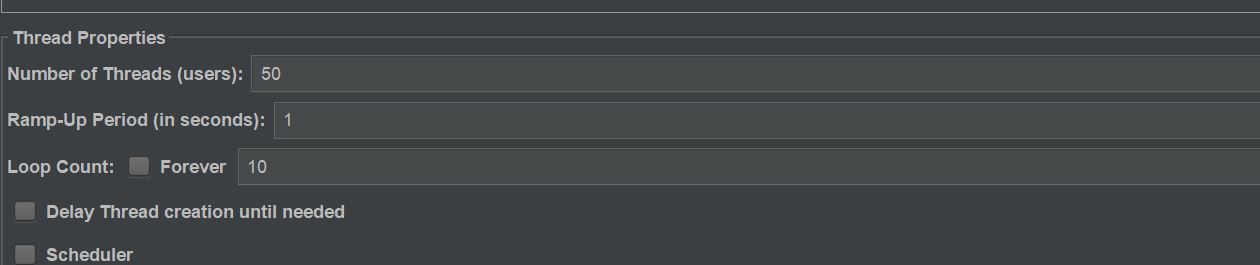 Thread Properties
Number of Threads (users): 50
Ramp-Up Period (in seconds): 1
Loop Count: Forever 10
Delay Thread creation until needed
Scheduler